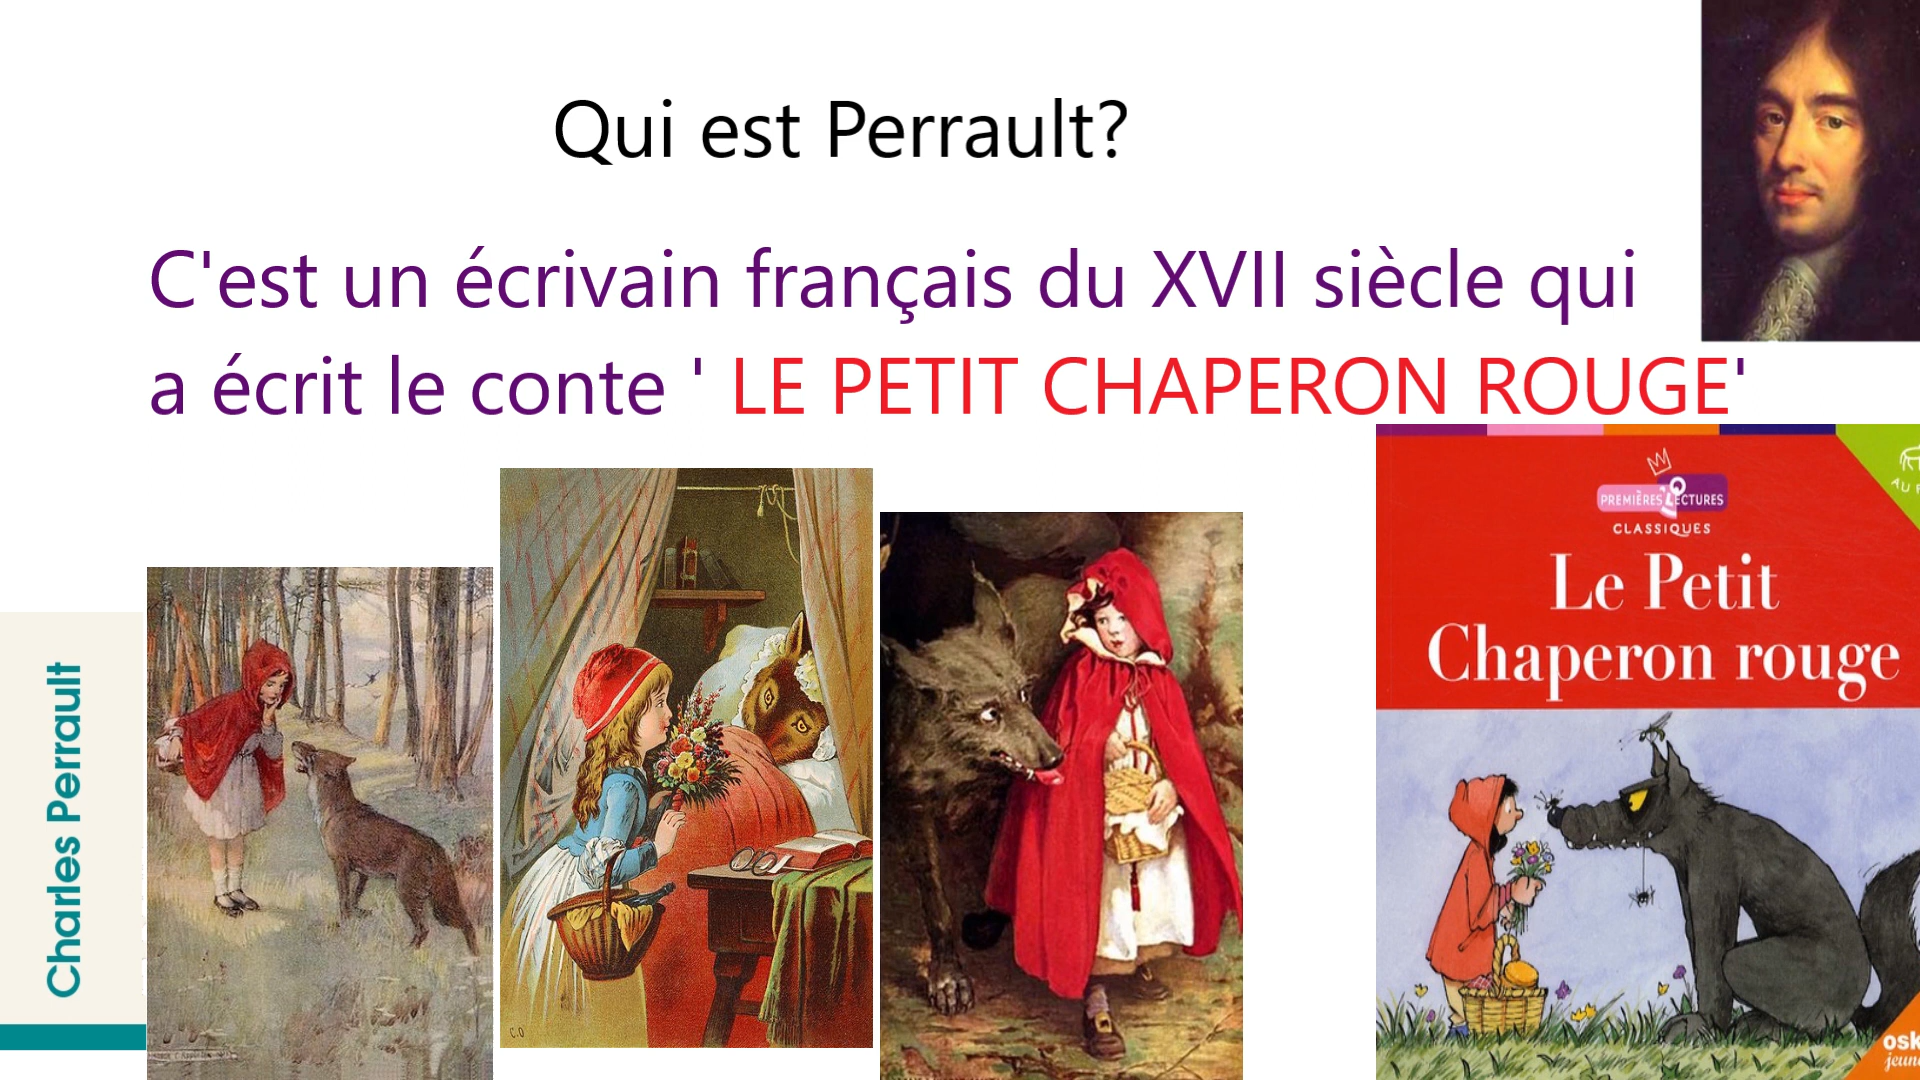 Qui est Perrault?
C'est un écrivain français du XVII siècle qui
a écrit le conte ' LE PETIT CHAPERON ROUGE'
PREMIÈRES LECTURES
CLASSIQUES
Le Petit
Chaperon rouge
AU
Charles Perrault
C.O